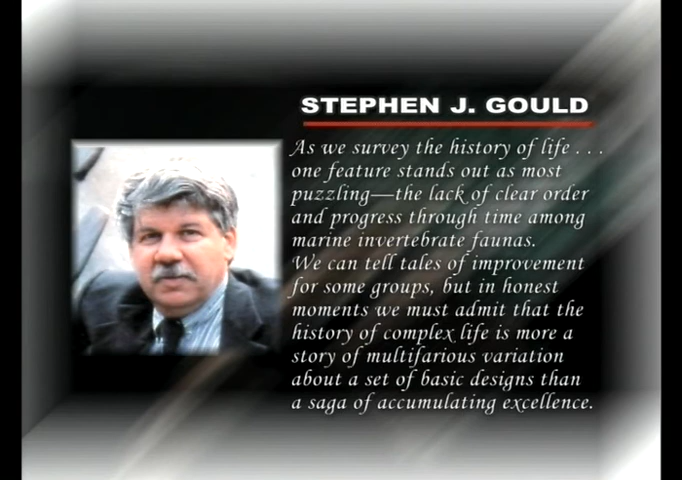 STEPHEN J. GOULD
As we survey the history of life . . .
one feature stands out as most
puzzling—the lack of clear order
and progress through time among
marine invertebrate faunas.
We can tell tales of improvement
for some groups, but in honest
moments we must admit that the
history of complex life is more a
story of multifarious variation
about a set of basic designs than
a saga of accumulating excellence.